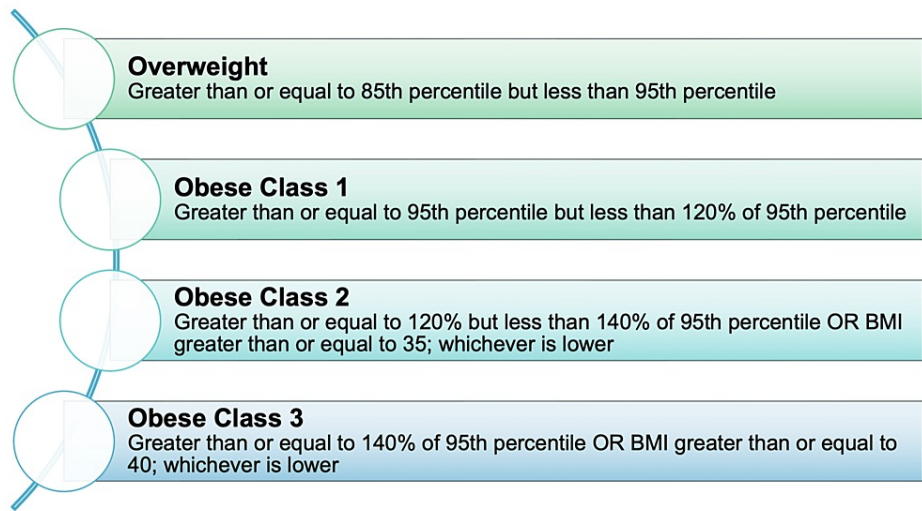 Overweight
Greater than or equal to 85th percentile but less than 95th percentile
Obese Class 1
Greater than or equal to 95th percentile but less than 120% of 95th percentile
Obese Class 2
Greater than or equal to 120% but less than 140% of 95th percentile OR BMI
greater than or equal to 35; whichever is lower
Obese Class 3
Greater than or equal to 140% of 95th percentile OR BMI greater than or equal to
40; whichever is lower